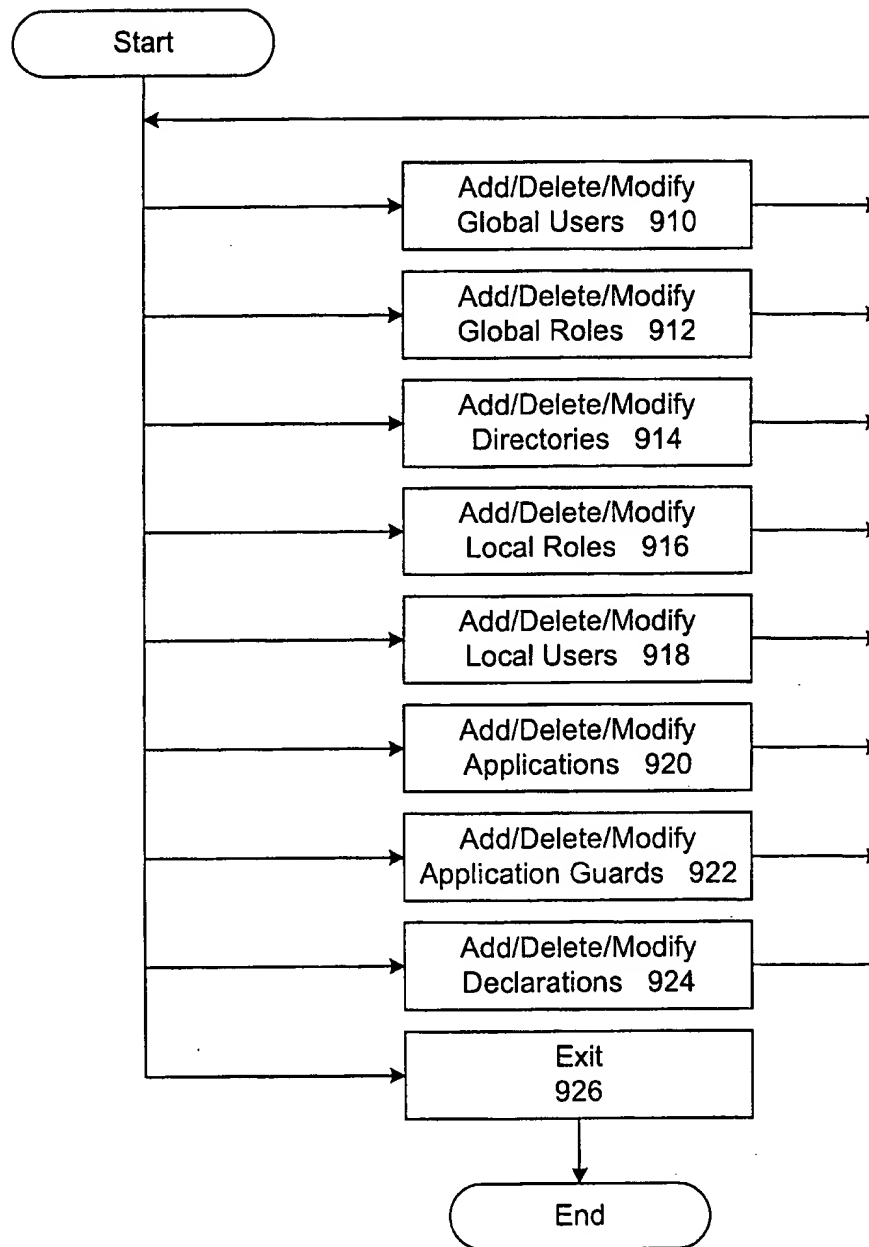 Start
Add/Delete/Modify
Global Users 910
Add/Delete/Modify
Global Roles 912
Add/Delete/Modify
Directories 914
Add/Delete/Modify
Local Roles 916
Add/Delete/Modify
Local Users 918
Add/Delete/Modify
Applications 920
Add/Delete/Modify
Application Guards 922
Add/Delete/Modify
Declarations 924
Exit
926
End